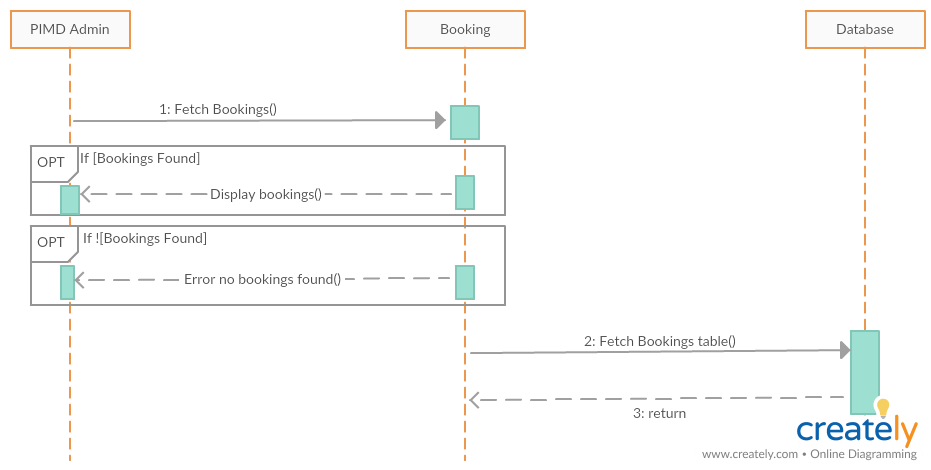 PIMD Admin
Booking
Database
1: Fetch Bookings()
OPT
If [Bookings Found]
Display bookings()
OPT
If ![Bookings Found]
Error no bookings found()
2: Fetch Bookings table()
3: return
creately
www.creately.com • Online Diagramming